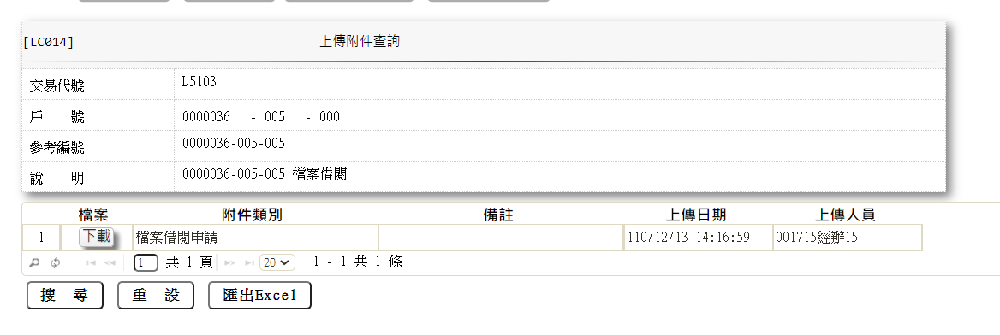 [LC014] 上傳附件查詢
交易代號 L5103
戶 號 0000036 - 005 - 000
參考編號 0000036-005-005
說 明 0000036-005-005 檔案借閱
檔案 附件類別 備註 上傳日期 上傳人員
1 下載 檔案借閱申請 110/12/13 14:16:59 001715經辦15
1 共 1 頁 20 1 - 1 共 1 條
搜 尋 重 設 匯出Excel